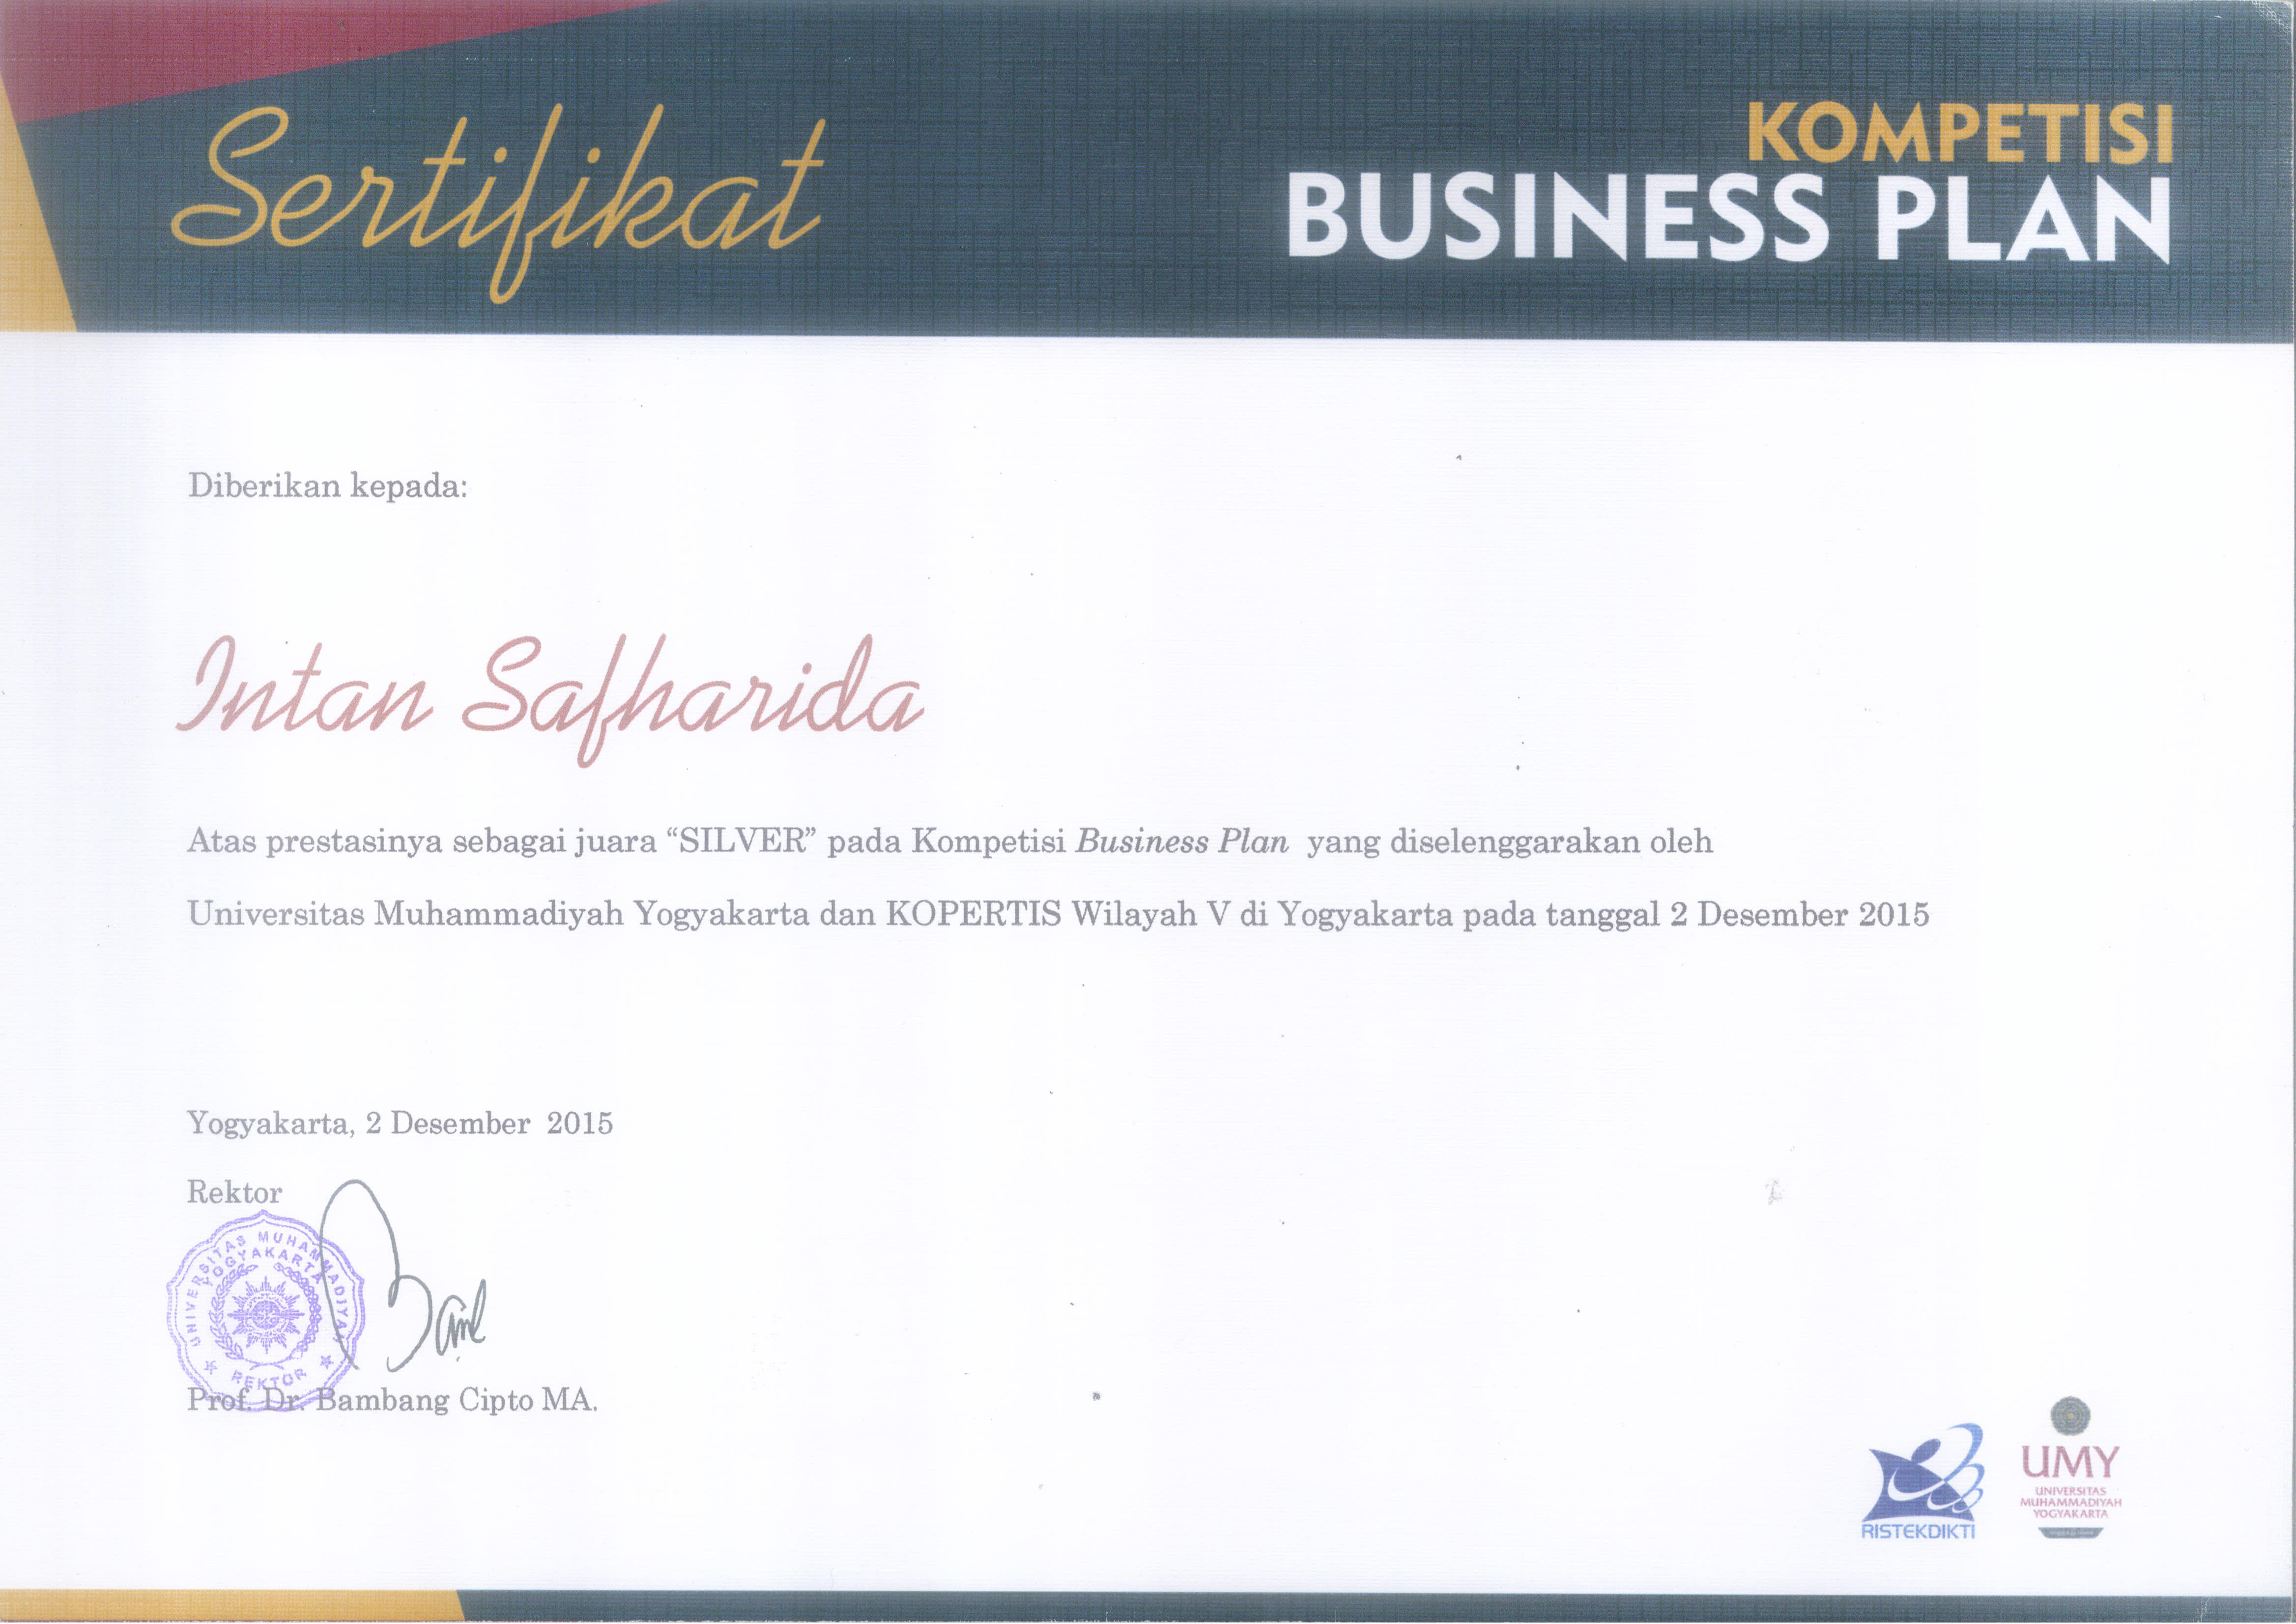 Sertifikat
KOMPETISI
BUSINESS PLAN
Diberikan kepada:
Intan Safharida
Atas prestasinya sebagai juara “SILVER” pada Kompetisi Business Plan yang diselenggarakan oleh
Universitas Muhammadiyah Yogyakarta dan KOPERTIS Wilayah V di Yogyakarta pada tanggal 2 Desember 2015
Yogyakarta, 2 Desember 2015
Rektor
UNIVERSITAS MUHAMMADIYAH
YOGYAKARTA
REKTOR
Prof. Dr. Bambang Cipto MA.
RISTEKDIKTI
UMY
UNIVERSITAS
MUHAMMADIYAH
YOGYAKARTA